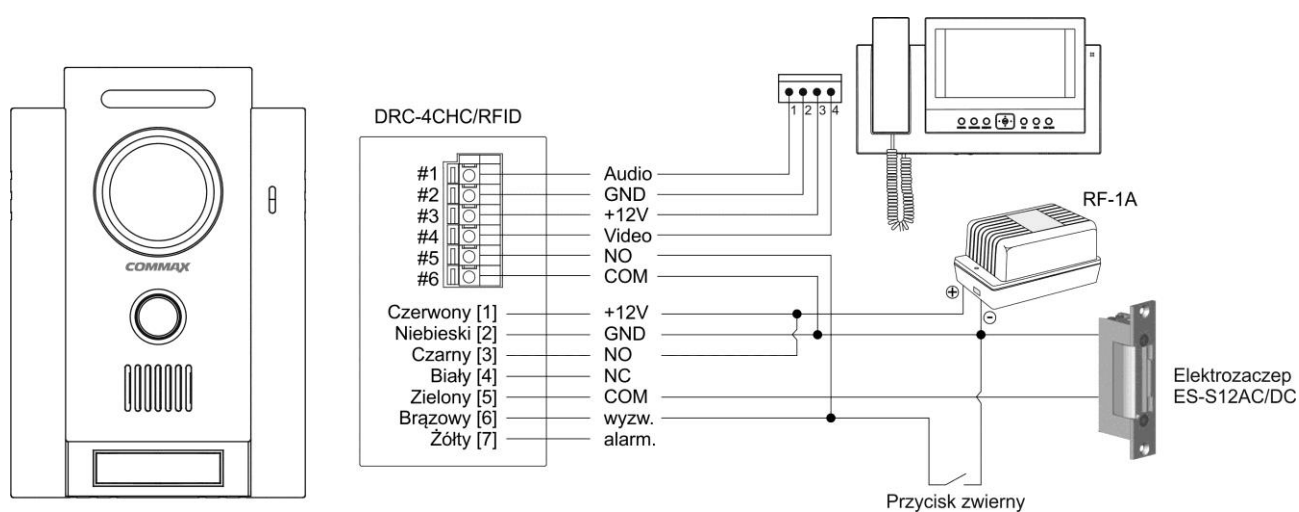 COMMAX
DRC-4CHC/RFID
#1 Audio
#2 GND
#3 +12V
#4 Video
#5 NO
#6 COM
Czerwony [1] +12V
Niebieski [2] GND
Czarny [3] NO
Biały [4] NC
Zielony [5] COM
Brązowy [6] wyzw.
Żółty [7] alarm.
1 2 3 4
RF-1A
+
−
Elektrozaczep
ES-S12AC/DC
Przycisk zwierny